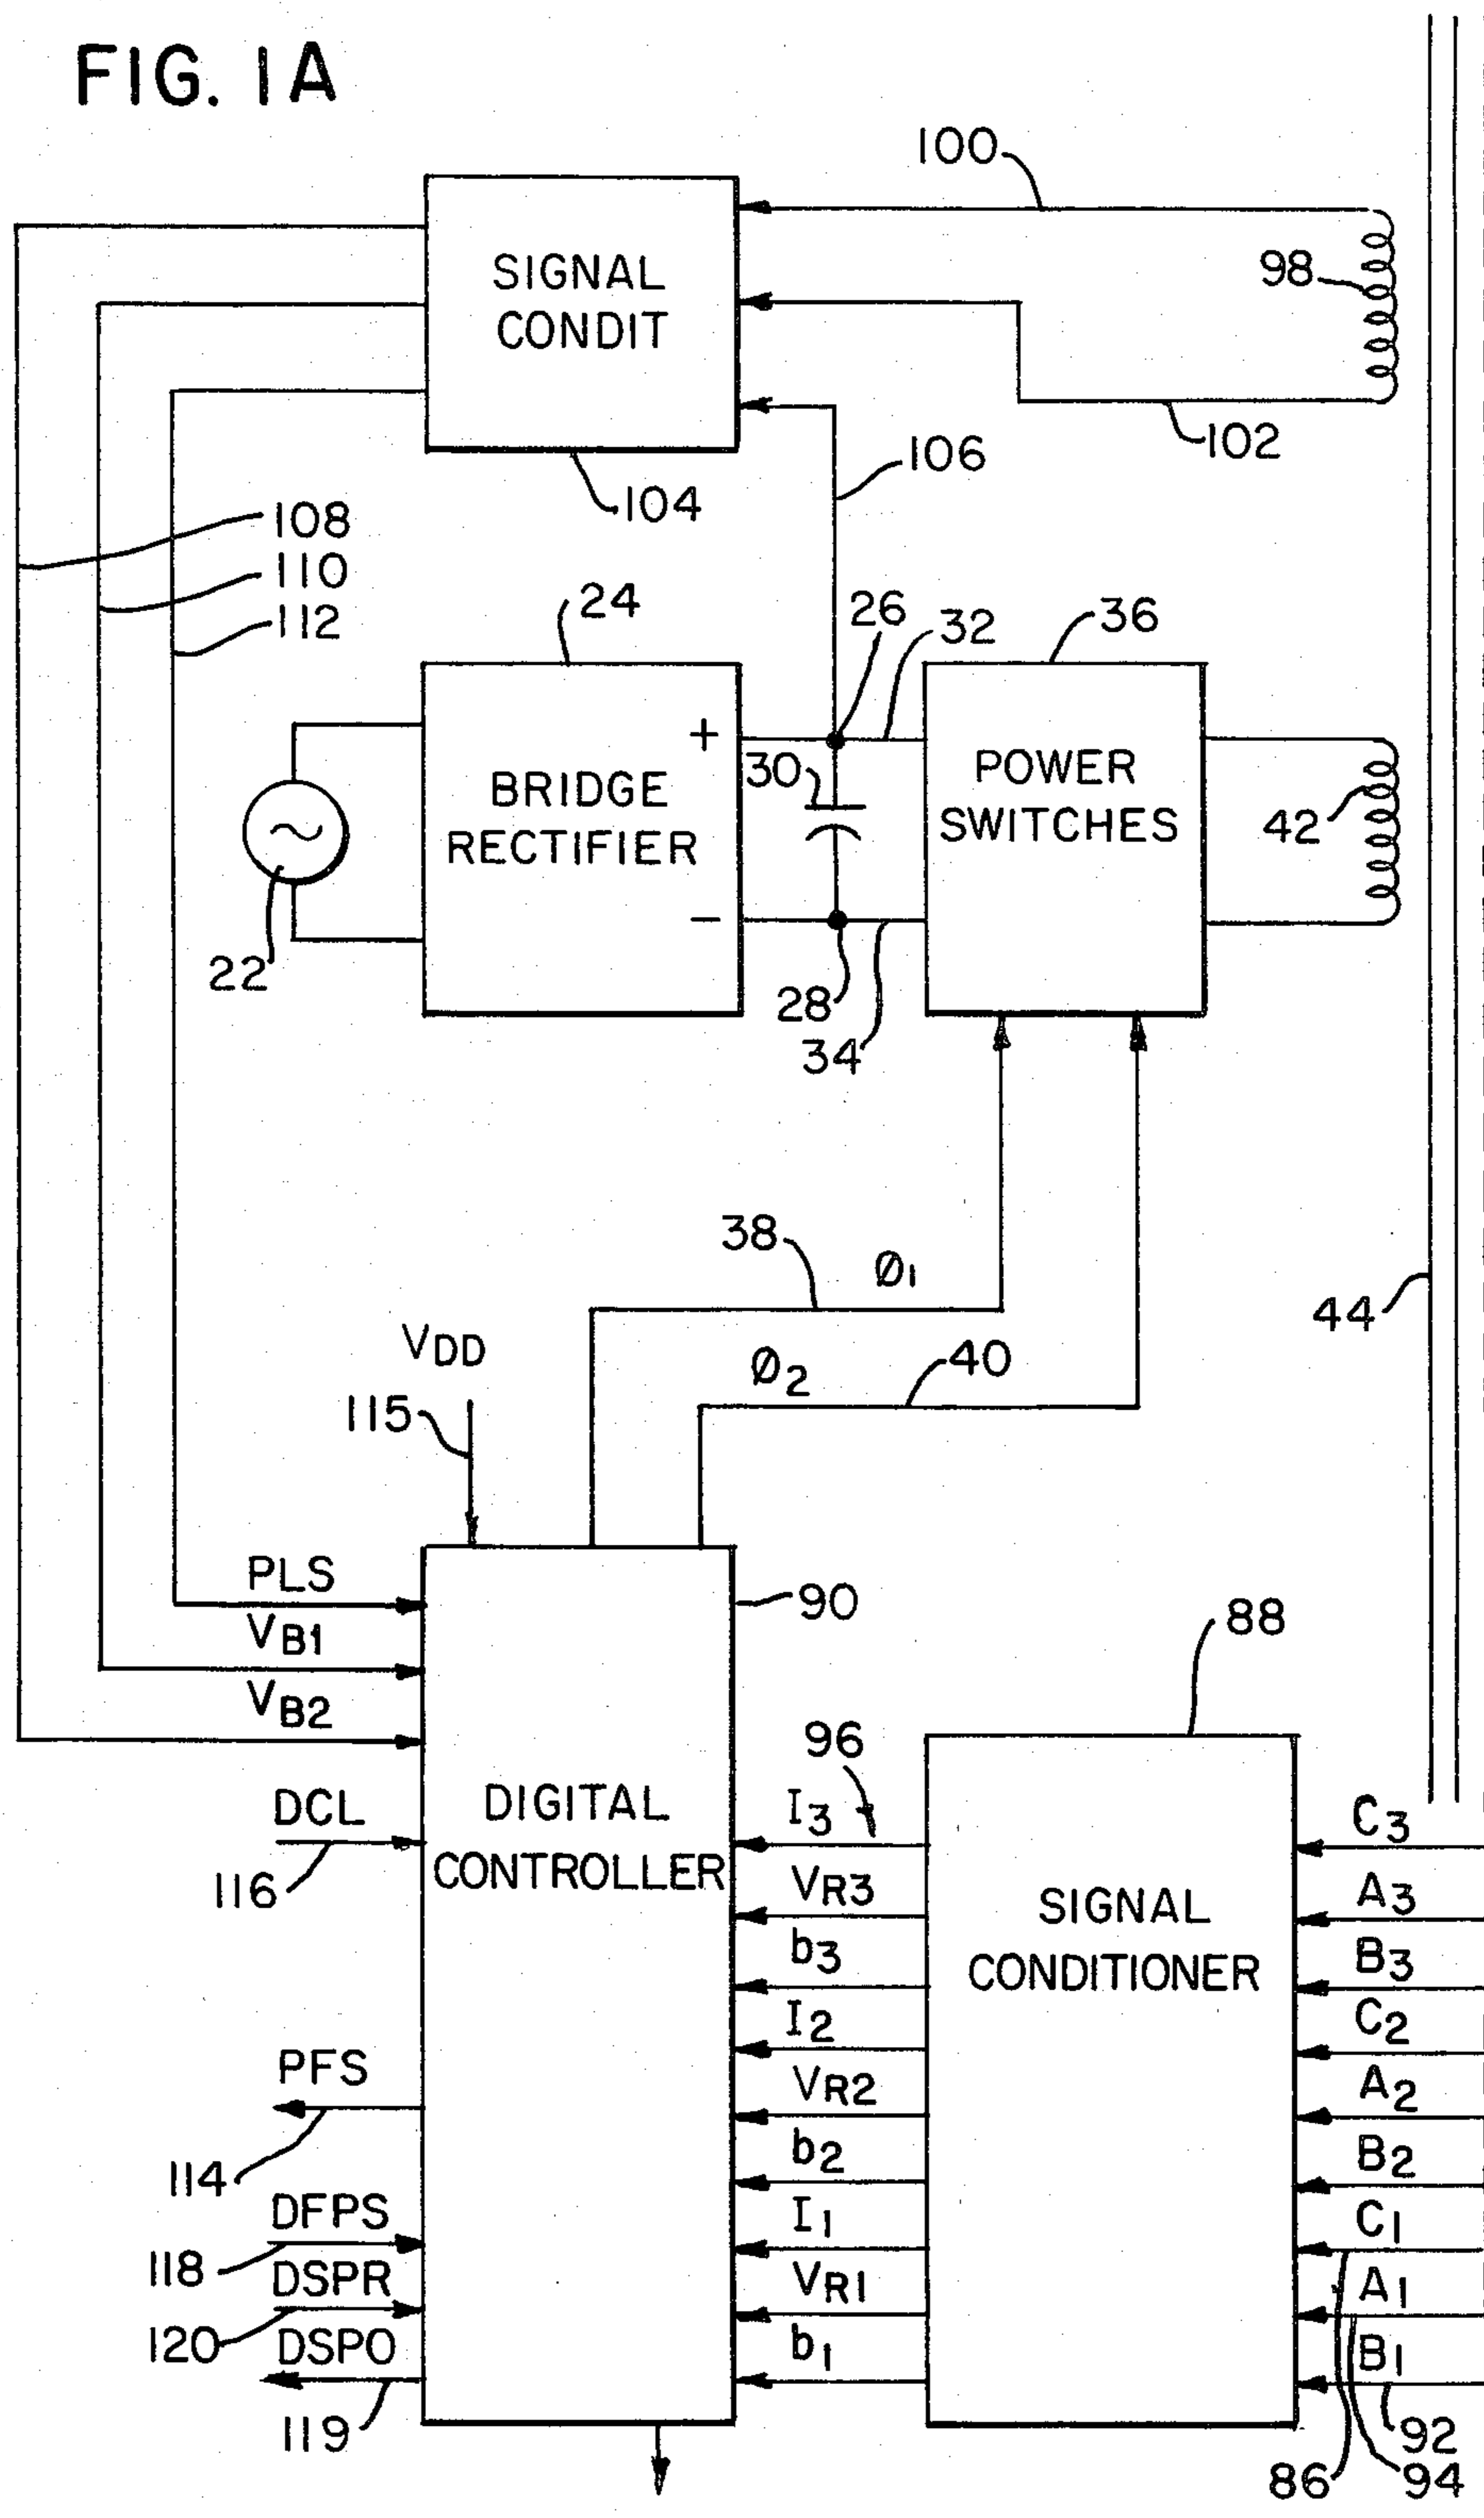 FIG. 1A
100
SIGNAL
CONDIT
98
102
106
104
108
110
112
24
26
32
36
+
30
BRIDGE
RECTIFIER
POWER
SWITCHES
42
22
−
28
34
38
Ø1
44
VDD
Ø2
40
115
PLS
90
VB1
88
VB2
96
DCL
DIGITAL
CONTROLLER
I3
C3
116
VR3
A3
SIGNAL
CONDITIONER
b3
B3
I2
C2
PFS
VR2
A2
114
b2
B2
DFPS
I1
C1
118
DSPR
VR1
A1
120
DSPO
b1
B1
119
92
86
94